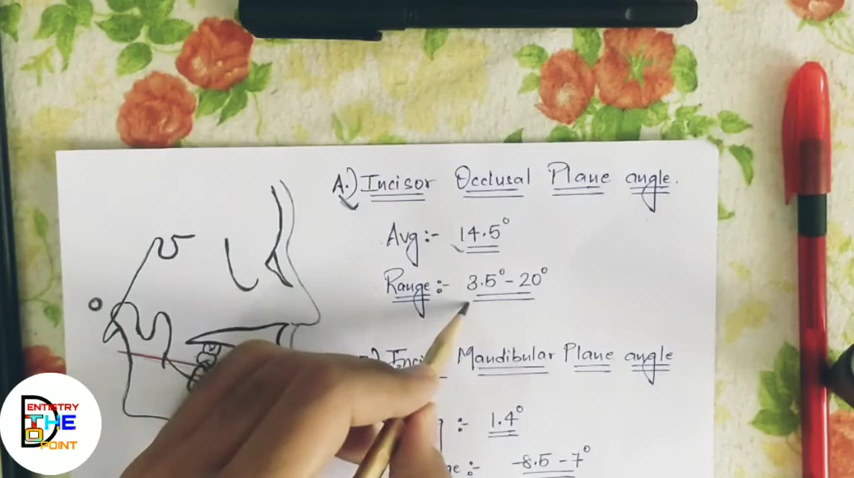 A.) Incisor Occlusal Plane angle.
Avg :- 14.5°
Range :- 3.5° - 20°
Mandibular Plane angle
:- 1.4°
:- -8.5 - 7°
DENTISTRY
THE
POINT